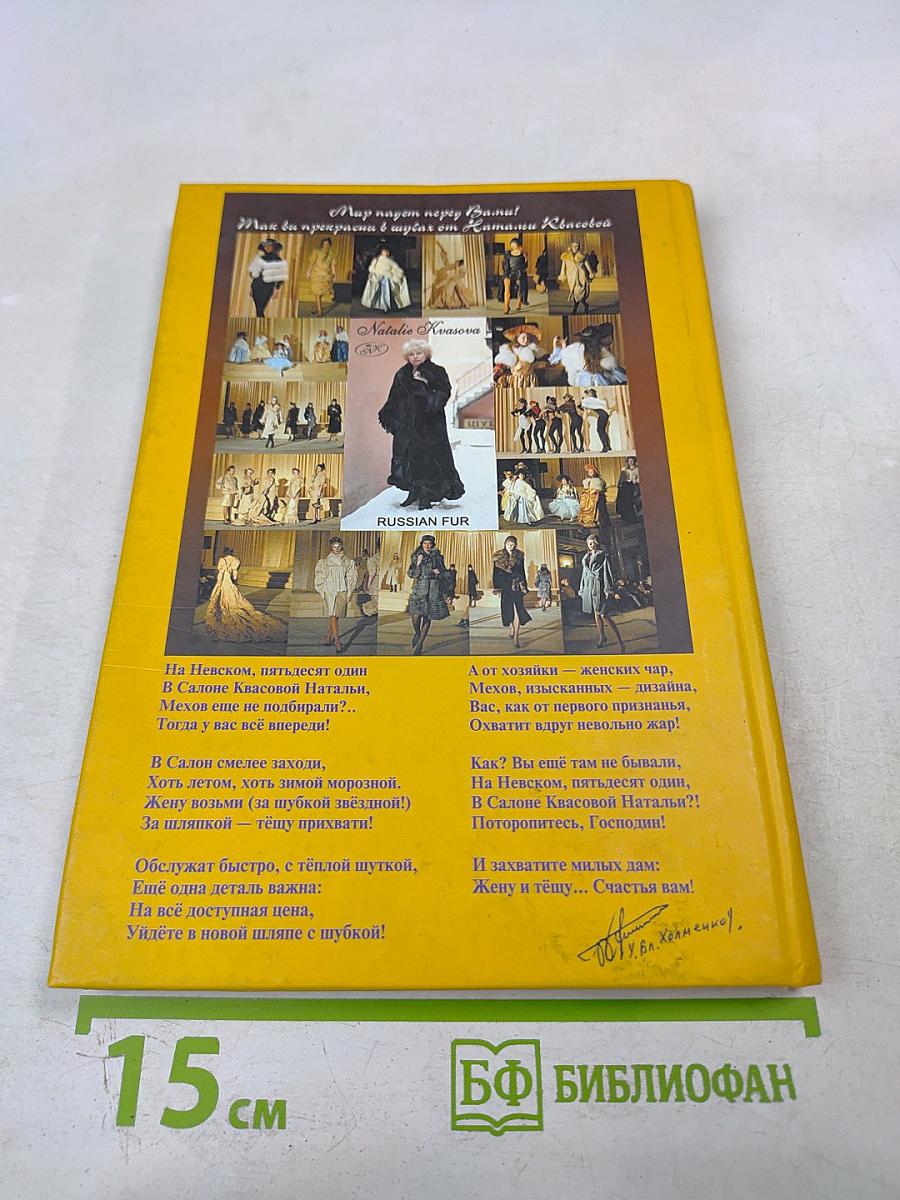 Мир падет перед Вами!
Так вы прекрасны в шубах от Натали Квасовой
Natalie Kvasova
NK
RUSSIAN FUR
На Невском, пятьдесят один
В Салоне Квасовой Натальи,
Мехов еще не подбирали?..
Тогда у вас всё впереди!
В Салон смелее заходи,
Хоть летом, хоть зимой морозной.
Жену возьми (за шубкой звёздной!)
За шляпкой — тёщу прихвати!
Обслужат быстро, с тёплой шуткой,
Ещё одна деталь важна:
На всё доступная цена,
Уйдёте в новой шляпе с шубкой!
А от хозяйки — женских чар,
Мехов, изысканных — дизайна,
Вас, как от первого признанья,
Охватит вдруг невольно жар!
Как? Вы ещё там не бывали,
На Невском, пятьдесят один,
В Салоне Квасовой Натальи?!
Поторопитесь, Господин!
И захватите милых дам:
Жену и тёщу... Счастья вам!
15 см
БФ БИБЛИОФАН